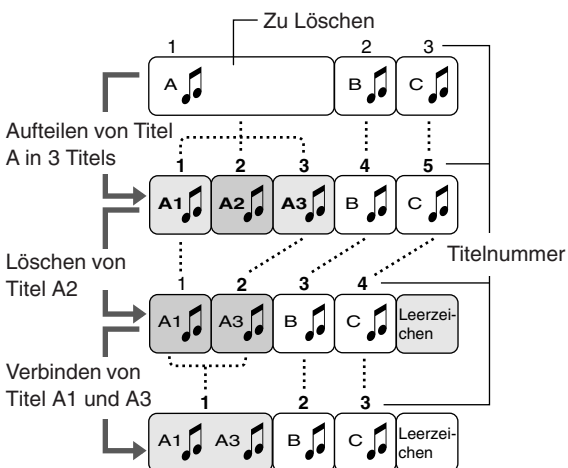 Zu Löschen
1 2 3
A B C
Aufteilen von Titel
A in 3 Titels
1 2 3 4 5
A1 A2 A3 B C
Titelnummer
Löschen von
Titel A2
1 2 3 4
A1 A3 B C Leerzei-
chen
Verbinden von
Titel A1 und A3
1 2 3
A1 A3 B C Leerzei-
chen